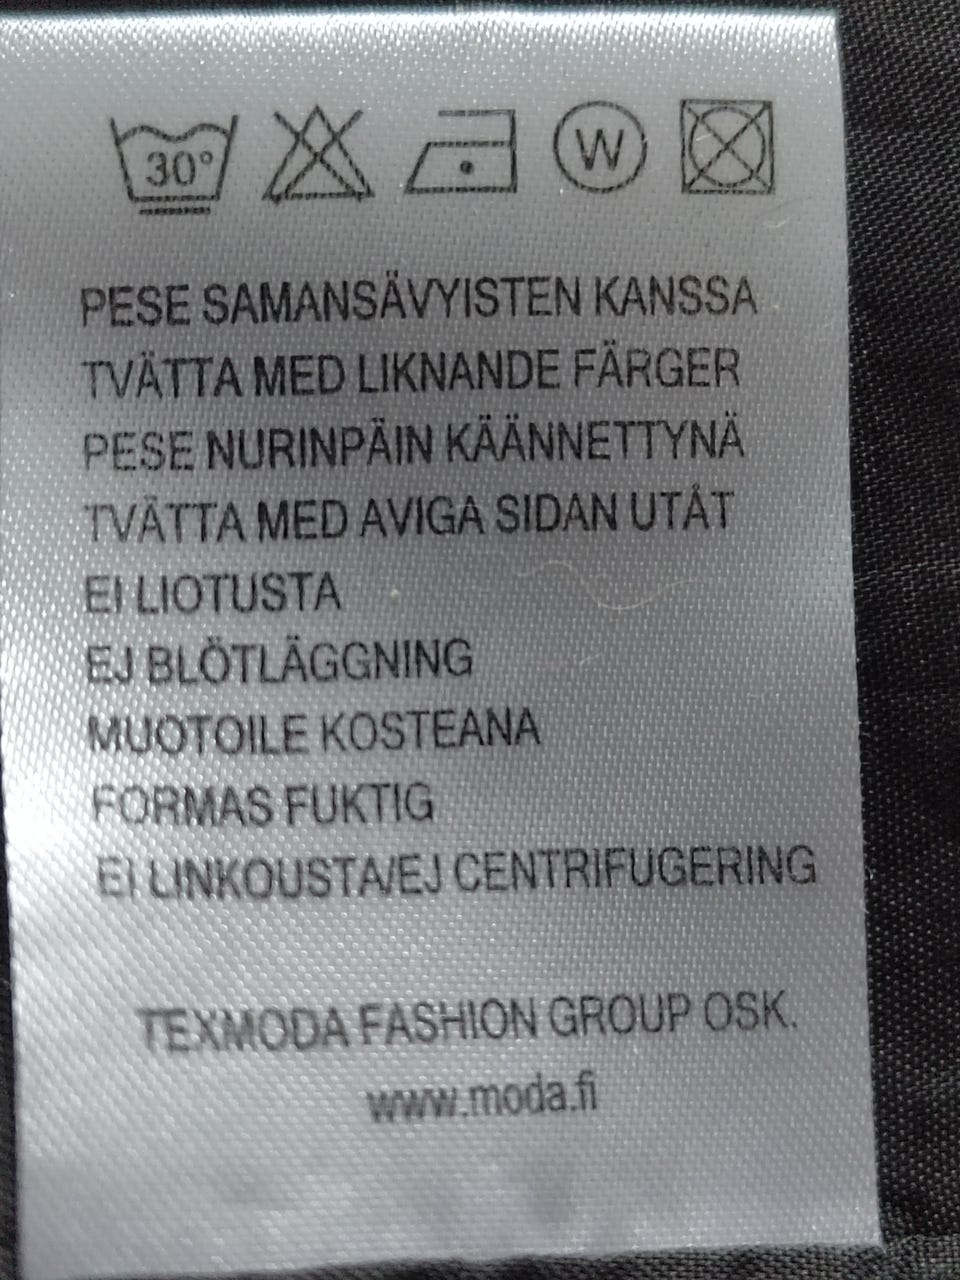 30°
W
PESE SAMANSÄVYISTEN KANSSA
TVÄTTA MED LIKNANDE FÄRGER
PESE NURINPÄIN KÄÄNNETTYNÄ
TVÄTTA MED AVIGA SIDAN UTÅT
EI LIOTUSTA
EJ BLÖTLÄGGNING
MUOTOILE KOSTEANA
FORMAS FUKTIG
EI LINKOUSTA/EJ CENTRIFUGERING
TEXMODA FASHION GROUP OSK.
www.moda.fi